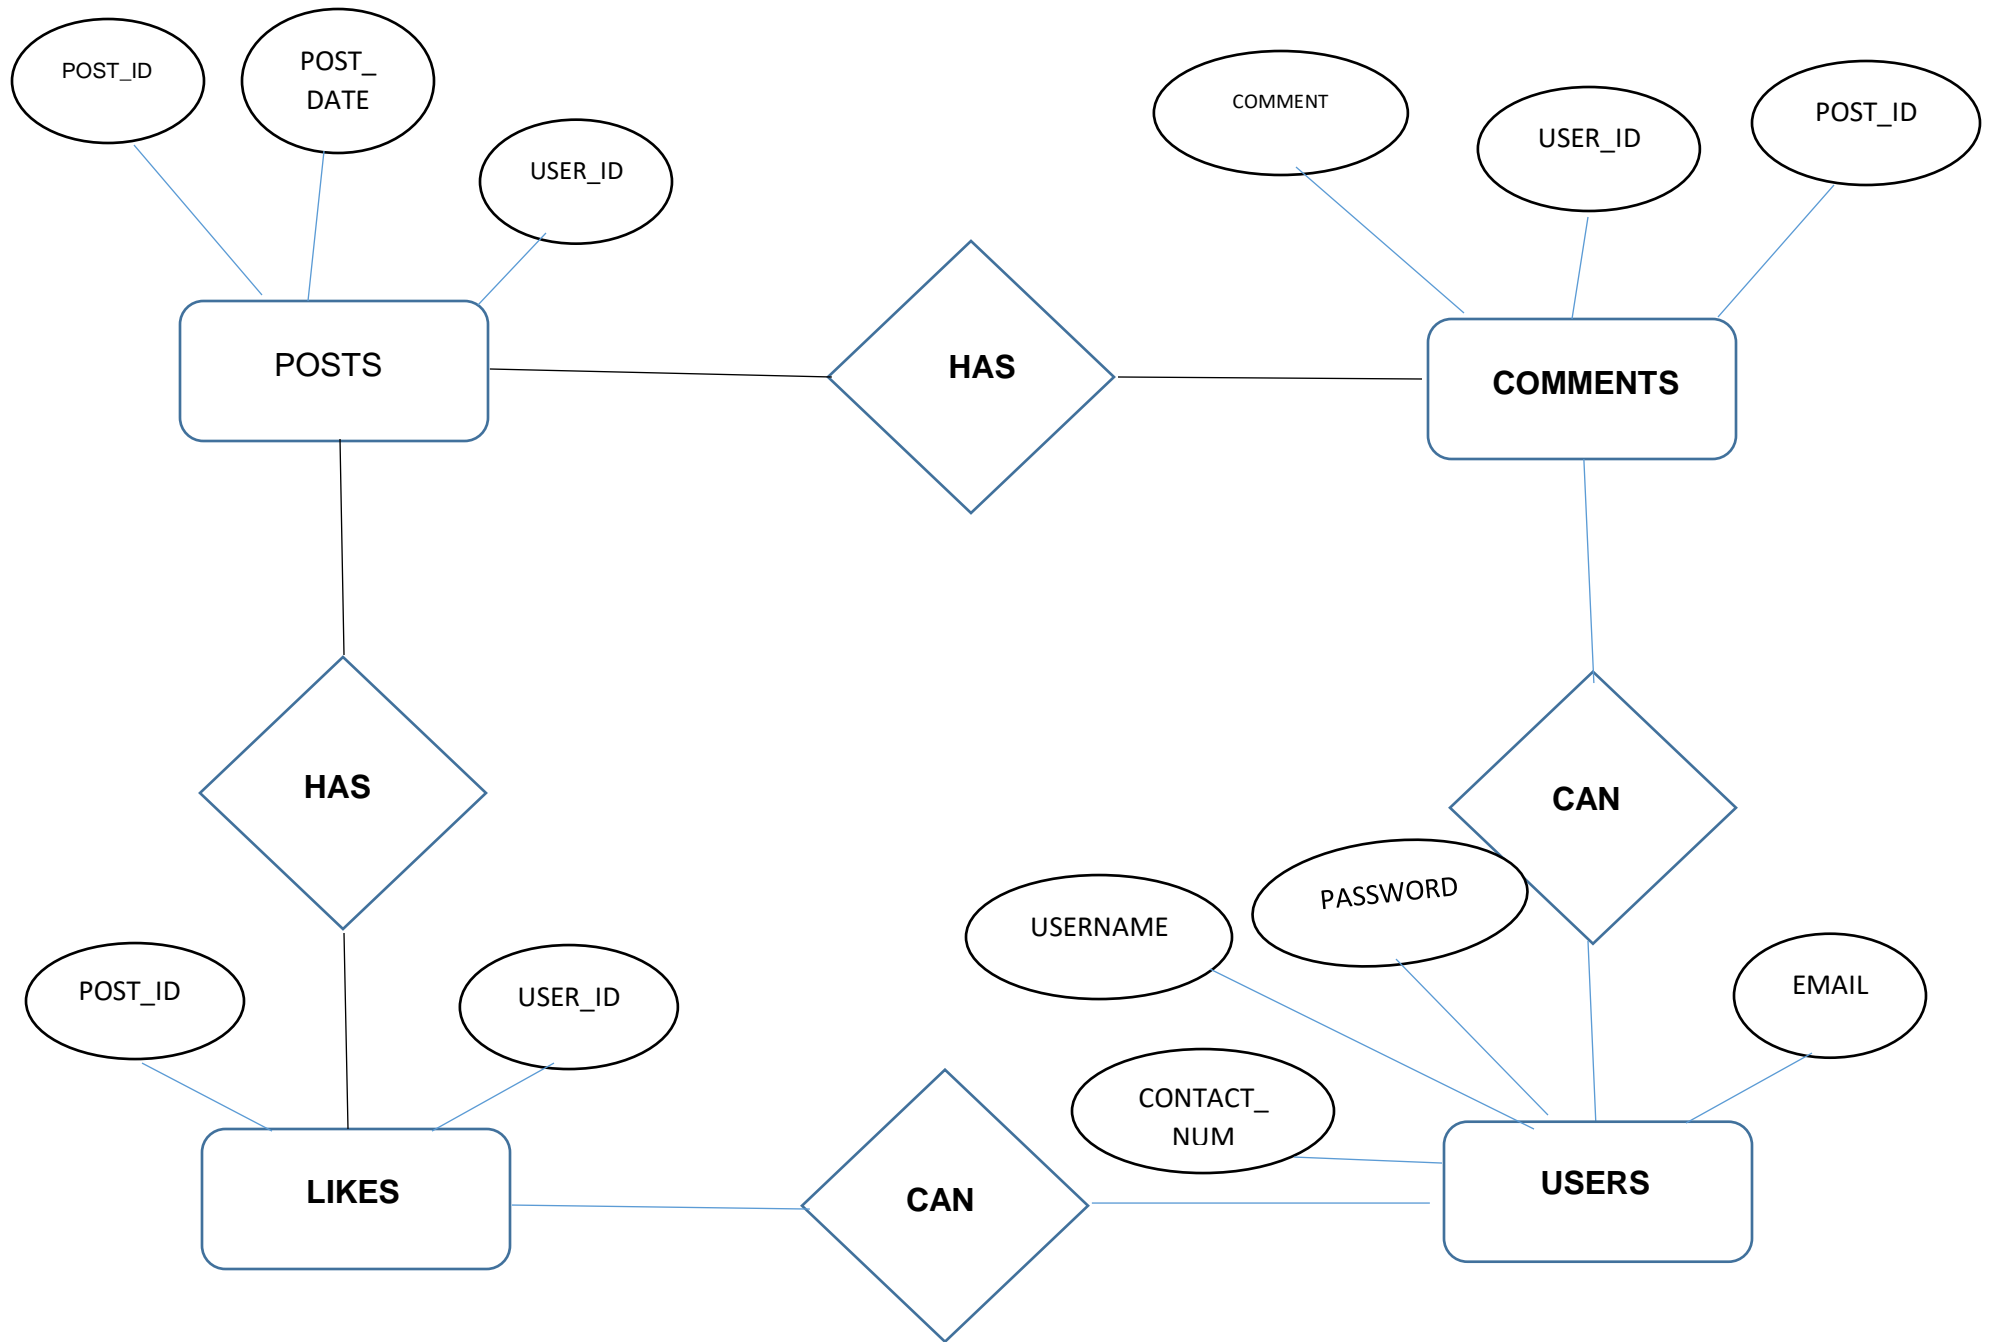 POST_ID
POST_
DATE
USER_ID
COMMENT
USER_ID
POST_ID
POSTS
HAS
COMMENTS
HAS
CAN
USERNAME
PASSWORD
EMAIL
POST_ID
USER_ID
CONTACT_
NUM
LIKES
CAN
USERS